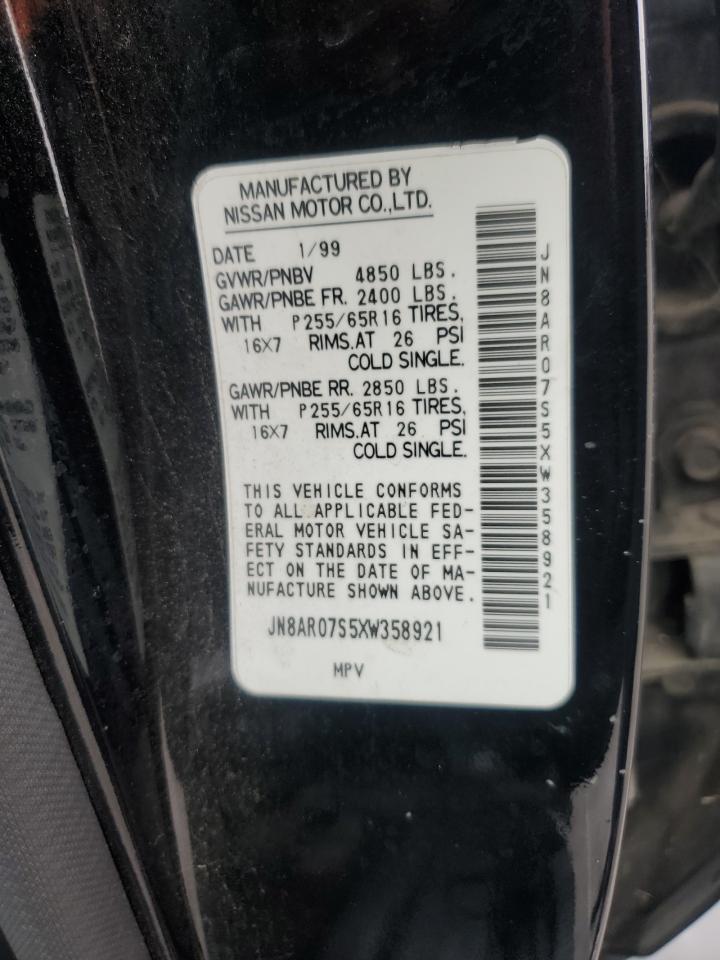 MANUFACTURED BY
NISSAN MOTOR CO.,LTD.
DATE 1/99
GVWR/PNBV 4850 LBS.
GAWR/PNBE FR. 2400 LBS.
WITH P255/65R16 TIRES,
16X7 RIMS.AT 26 PSI
COLD SINGLE.
GAWR/PNBE RR. 2850 LBS.
WITH P255/65R16 TIRES,
16X7 RIMS.AT 26 PSI
COLD SINGLE.
THIS VEHICLE CONFORMS
TO ALL APPLICABLE FED-
ERAL MOTOR VEHICLE SA-
FETY STANDARDS IN EFF-
ECT ON THE DATE OF MA-
NUFACTURE SHOWN ABOVE.
JN8AR07S5XW358921
MPV
JN8AR07S5XW358921